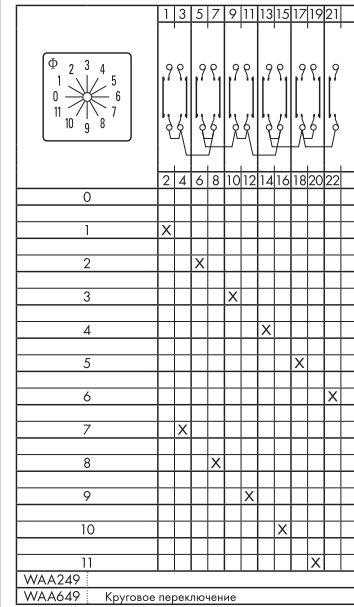 1 3 5 7 9 11 13 15 17 19 21
Φ
0 1 2 3 4 5 6 7 8 9 10 11
2 4 6 8 10 12 14 16 18 20 22
0
1 X
2 X
3 X
4 X
5 X
6 X
7 X
8 X
9 X
10 X
11 X
WAA249
WAA649 Круговое переключение